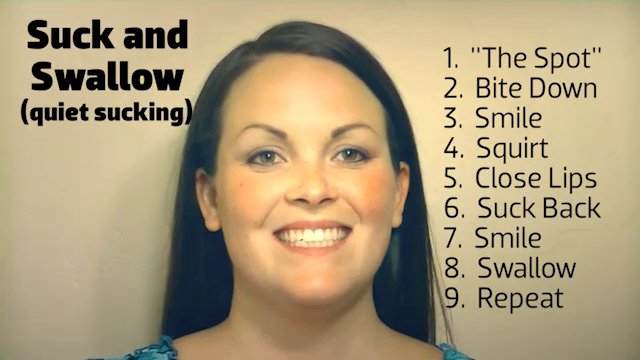 Suck and
Swallow
(quiet sucking)
1. "The Spot"
2. Bite Down
3. Smile
4. Squirt
5. Close Lips
6. Suck Back
7. Smile
8. Swallow
9. Repeat